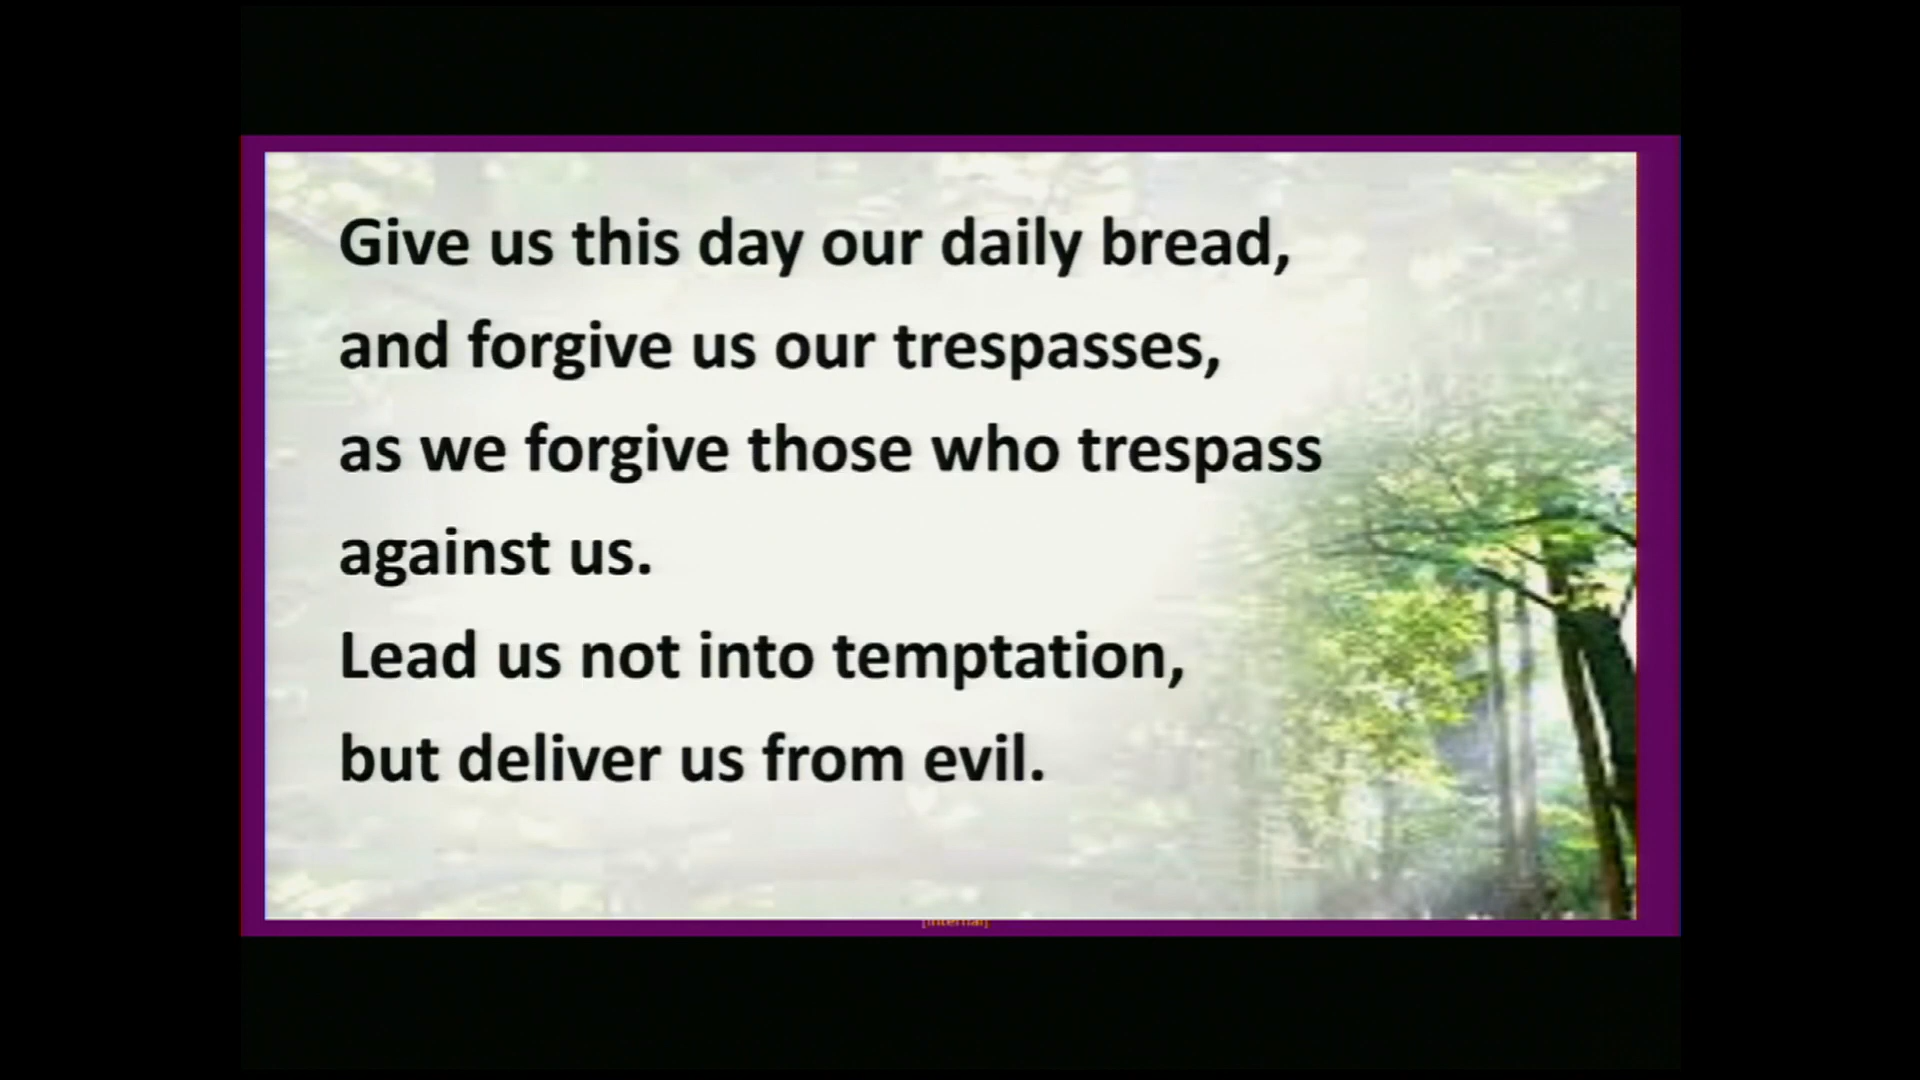 Give us this day our daily bread,
and forgive us our trespasses,
as we forgive those who trespass
against us.
Lead us not into temptation,
but deliver us from evil.
[internal]